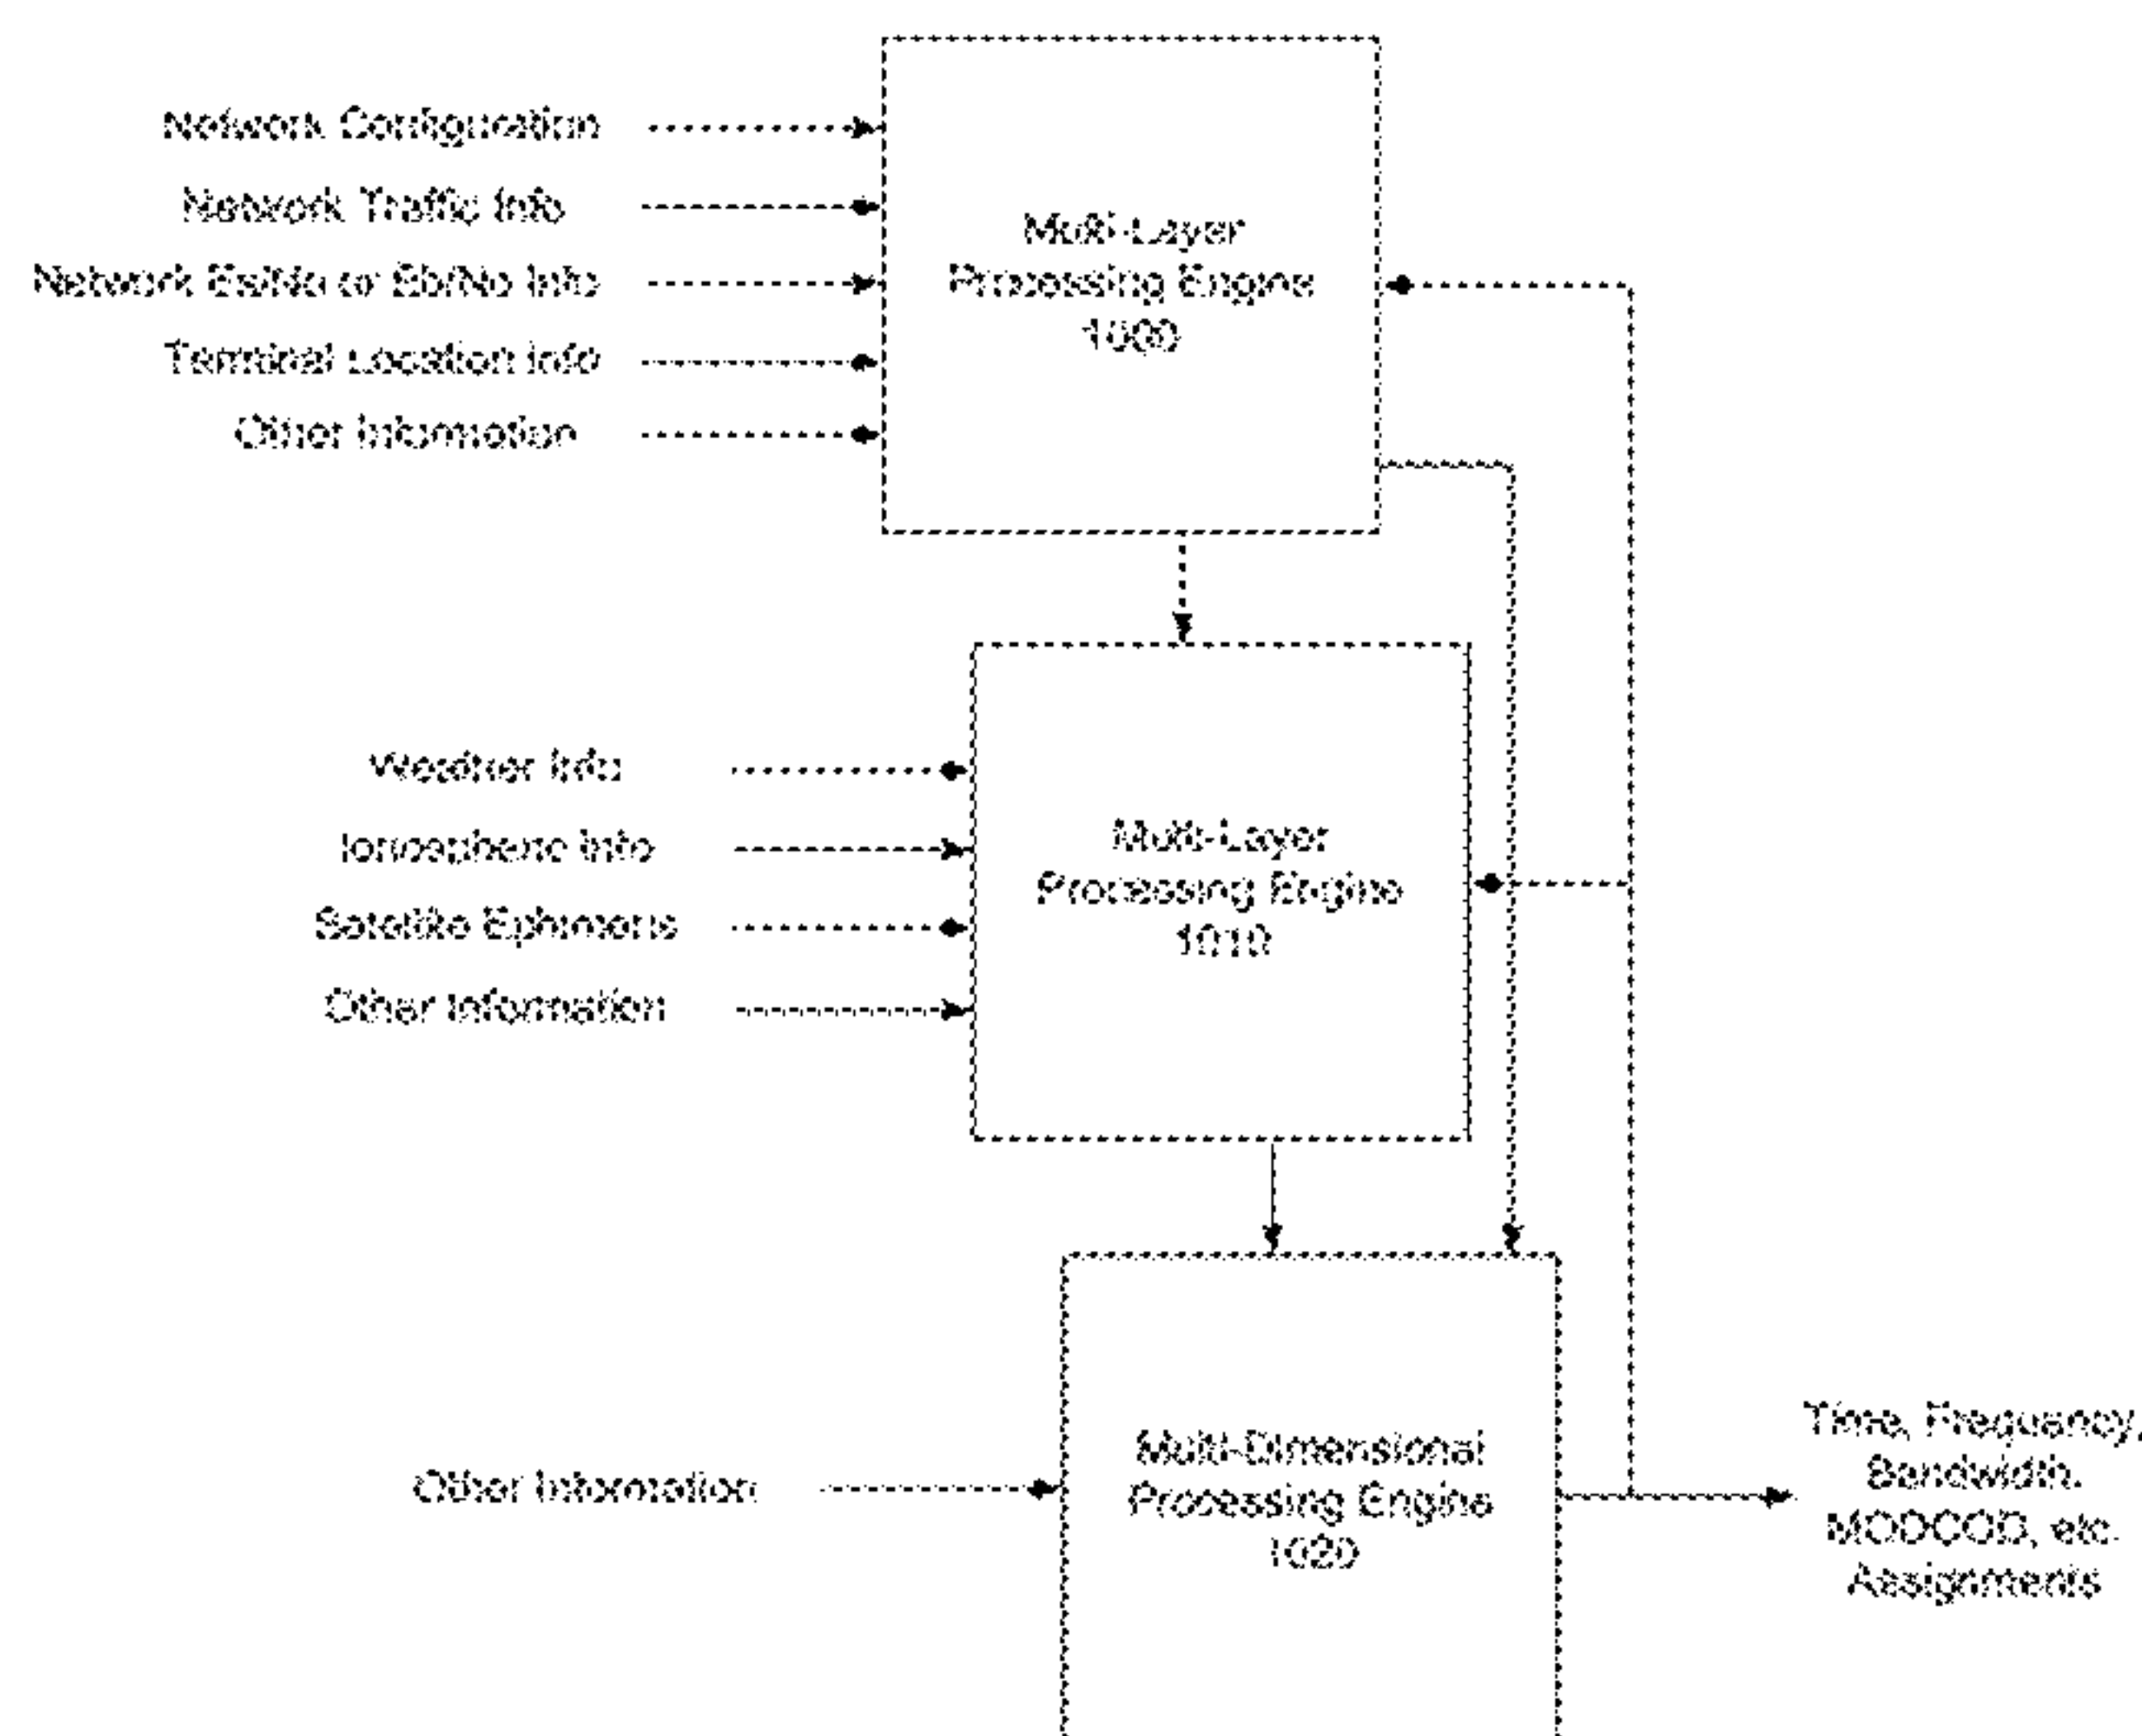 Network Configuration
Network Traffic Info
Network Es/No or Eb/No Info
Terminal Location Info
Other Information
Multi-Layer
Processing Engine
1000
Weather Info
Ionospheric Info
Satellite Ephimeris
Other Information
Multi-Layer
Processing Engine
1010
Other Information
Multi-Dimensional
Processing Engine
1020
Time, Frequency,
Bandwidth,
MODCOD, etc.
Assignments